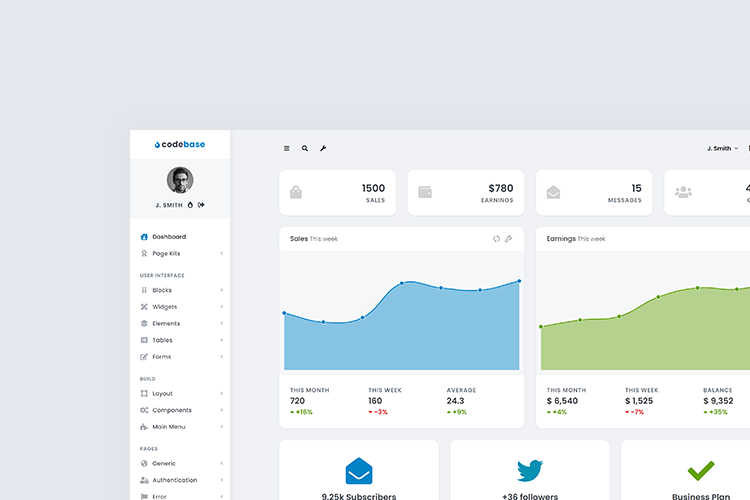 codebase
J. Smith
J. SMITH
1500
SALES
$780
EARNINGS
15
MESSAGES
Dashboard
Page Kits
USER INTERFACE
Blocks
Widgets
Elements
Tables
Forms
BUILD
Layout
Components
Main Menu
PAGES
Generic
Authentication
Error
Sales This week
THIS MONTH THIS WEEK AVERAGE
720 160 24.3
+16% -3% +9%
Earnings This week
THIS MONTH THIS WEEK BALANCE
$ 6,540 $ 1,525 $ 9,352
+4% -7% +35%
9.25k Subscribers
+36 followers
Business Plan